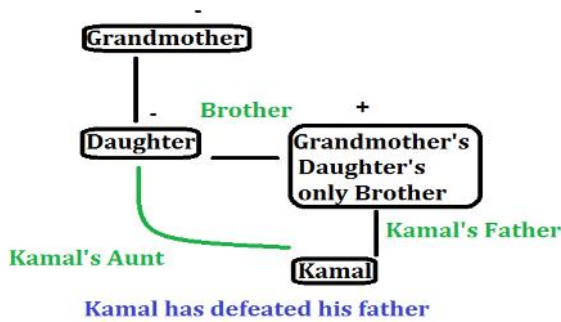 -
Grandmother
-
Brother
+
Daughter
Grandmother's
Daughter's
only Brother
Kamal's Father
Kamal's Aunt
Kamal
Kamal has defeated his father